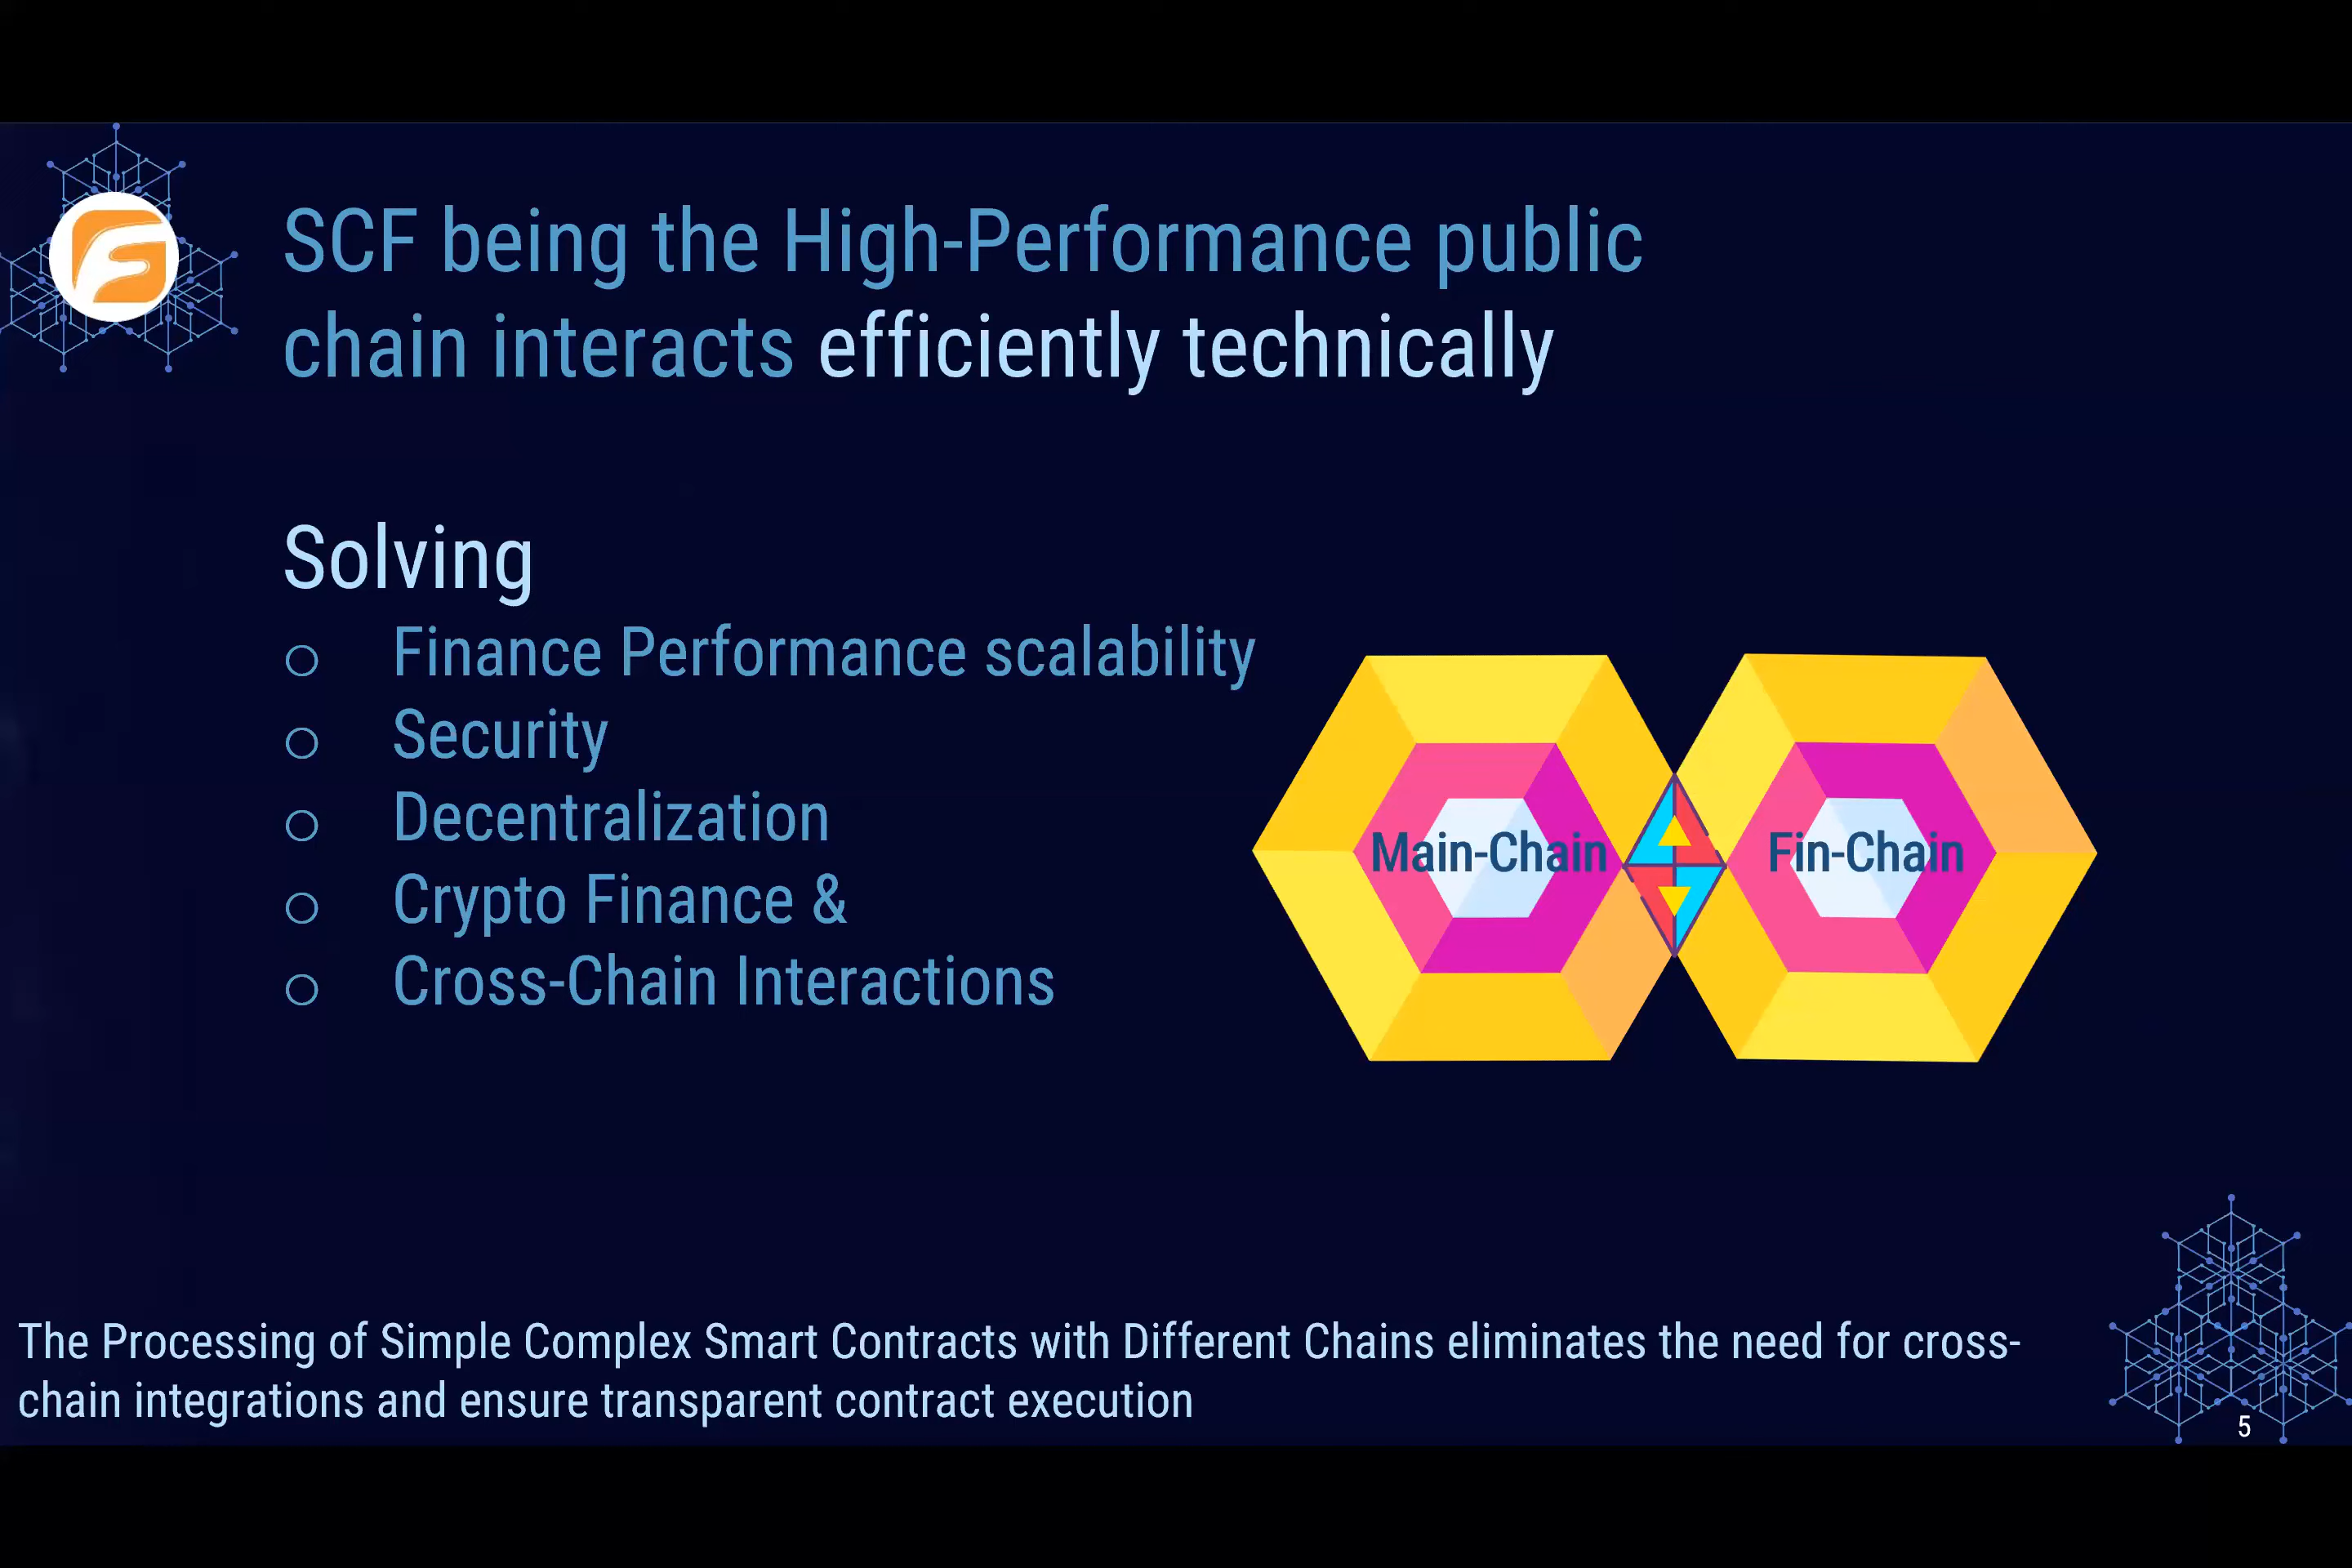 SCF being the High-Performance public
chain interacts efficiently technically
Solving
Finance Performance scalability
Security
Decentralization
Crypto Finance &
Cross-Chain Interactions
Main-Chain
Fin-Chain
The Processing of Simple Complex Smart Contracts with Different Chains eliminates the need for cross-
chain integrations and ensure transparent contract execution
5